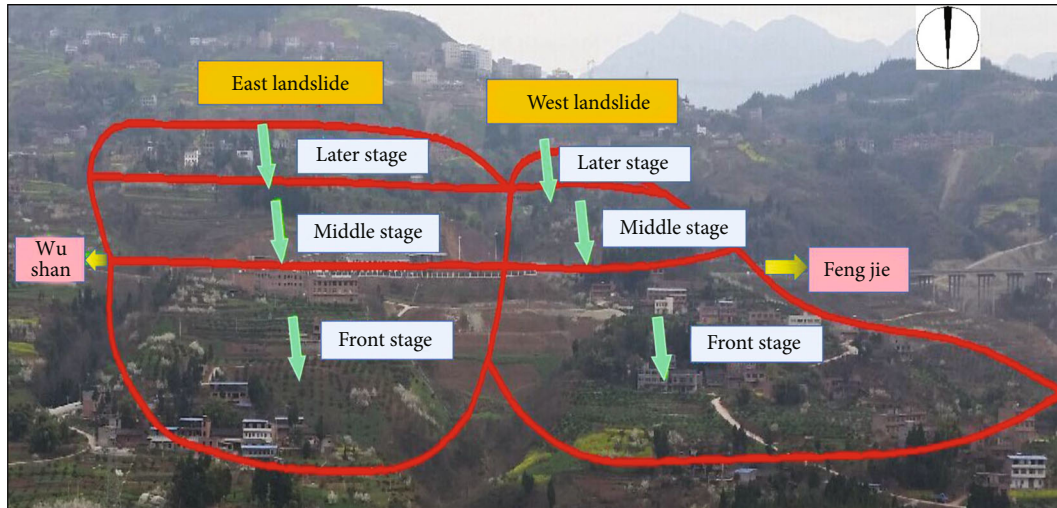 East landslide
West landslide
Later stage
Later stage
Middle stage
Middle stage
Wu
shan
Feng jie
Front stage
Front stage